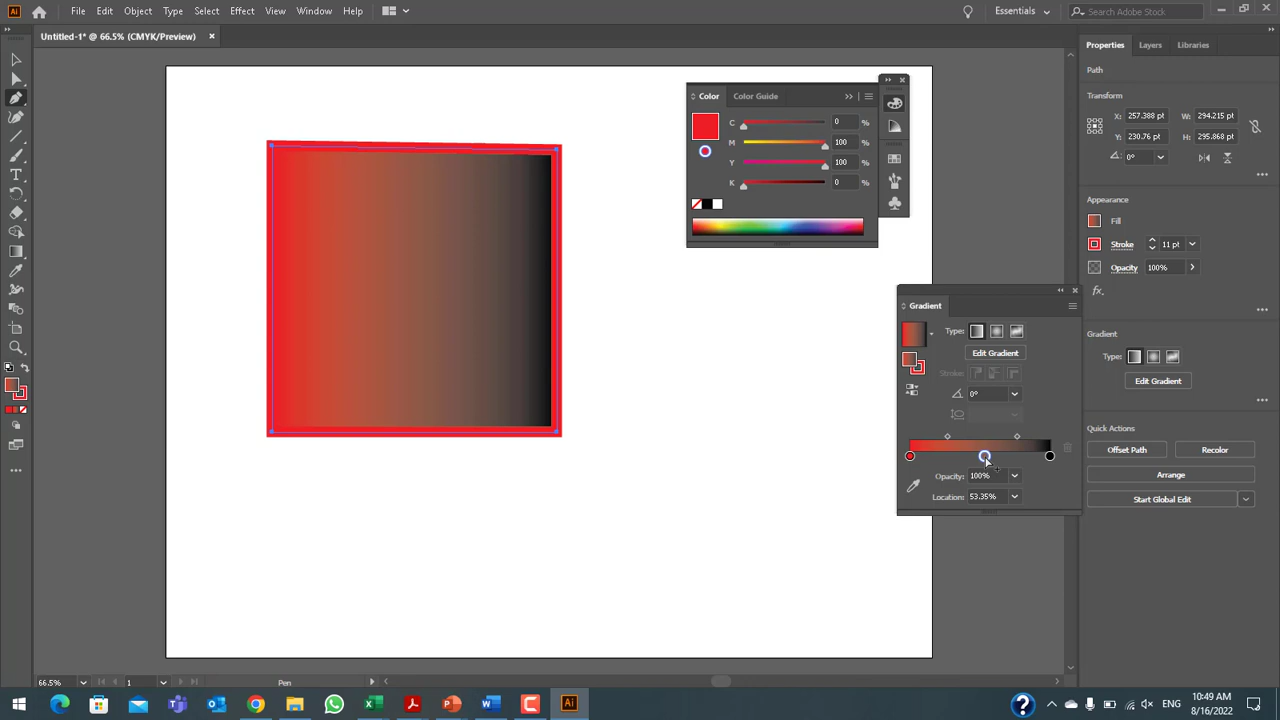 Ai
File Edit Object Type Select Effect View Window Help
Essentials
Search Adobe Stock
Untitled-1* @ 66.5% (CMYK/Preview)
Properties Layers Libraries
Path
Transform
X: 257.388 pt W: 294.215 pt
Y: 230.76 pt H: 295.868 pt
0°
Appearance
Fill
Stroke 11 pt
Opacity 100%
fx
Gradient
Type:
Edit Gradient
Quick Actions
Offset Path Recolor
Arrange
Start Global Edit
Color Color Guide
C 0 %
M 100 %
Y 100 %
K 0 %
Gradient
Type:
Edit Gradient
Stroke:
0°
Opacity: 100%
Location: 53.35%
66.5% 1 Pen
ENG
10:49 AM
8/16/2022